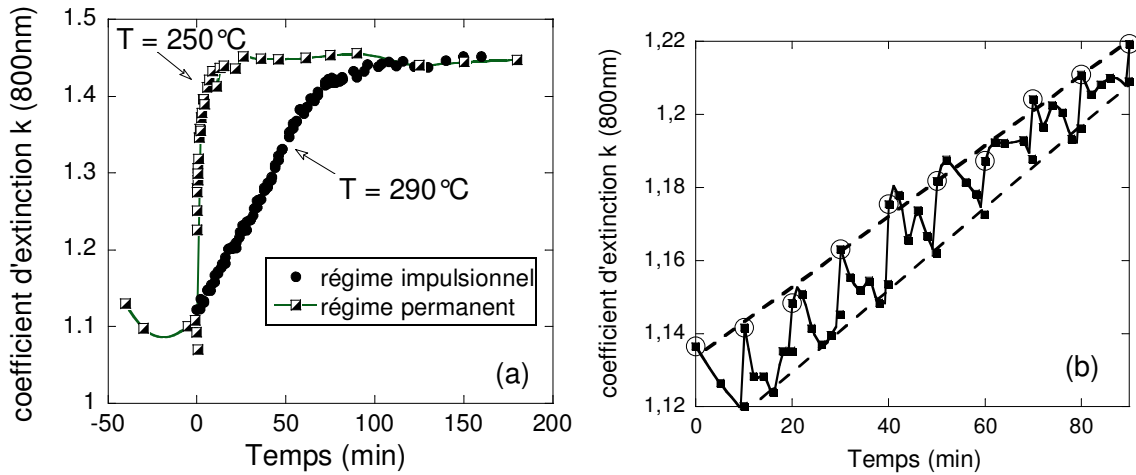 coefficient d'extinction k (800nm)
1.5
1.4
1.3
1.2
1.1
1
-50
0
50
100
150
200
Temps (min)
T = 250°C
T = 290°C
régime impulsionnel
régime permanent
(a)
coefficient d'extinction k (800nm)
1,22
1,2
1,18
1,16
1,14
1,12
0
20
40
60
80
Temps (min)
(b)